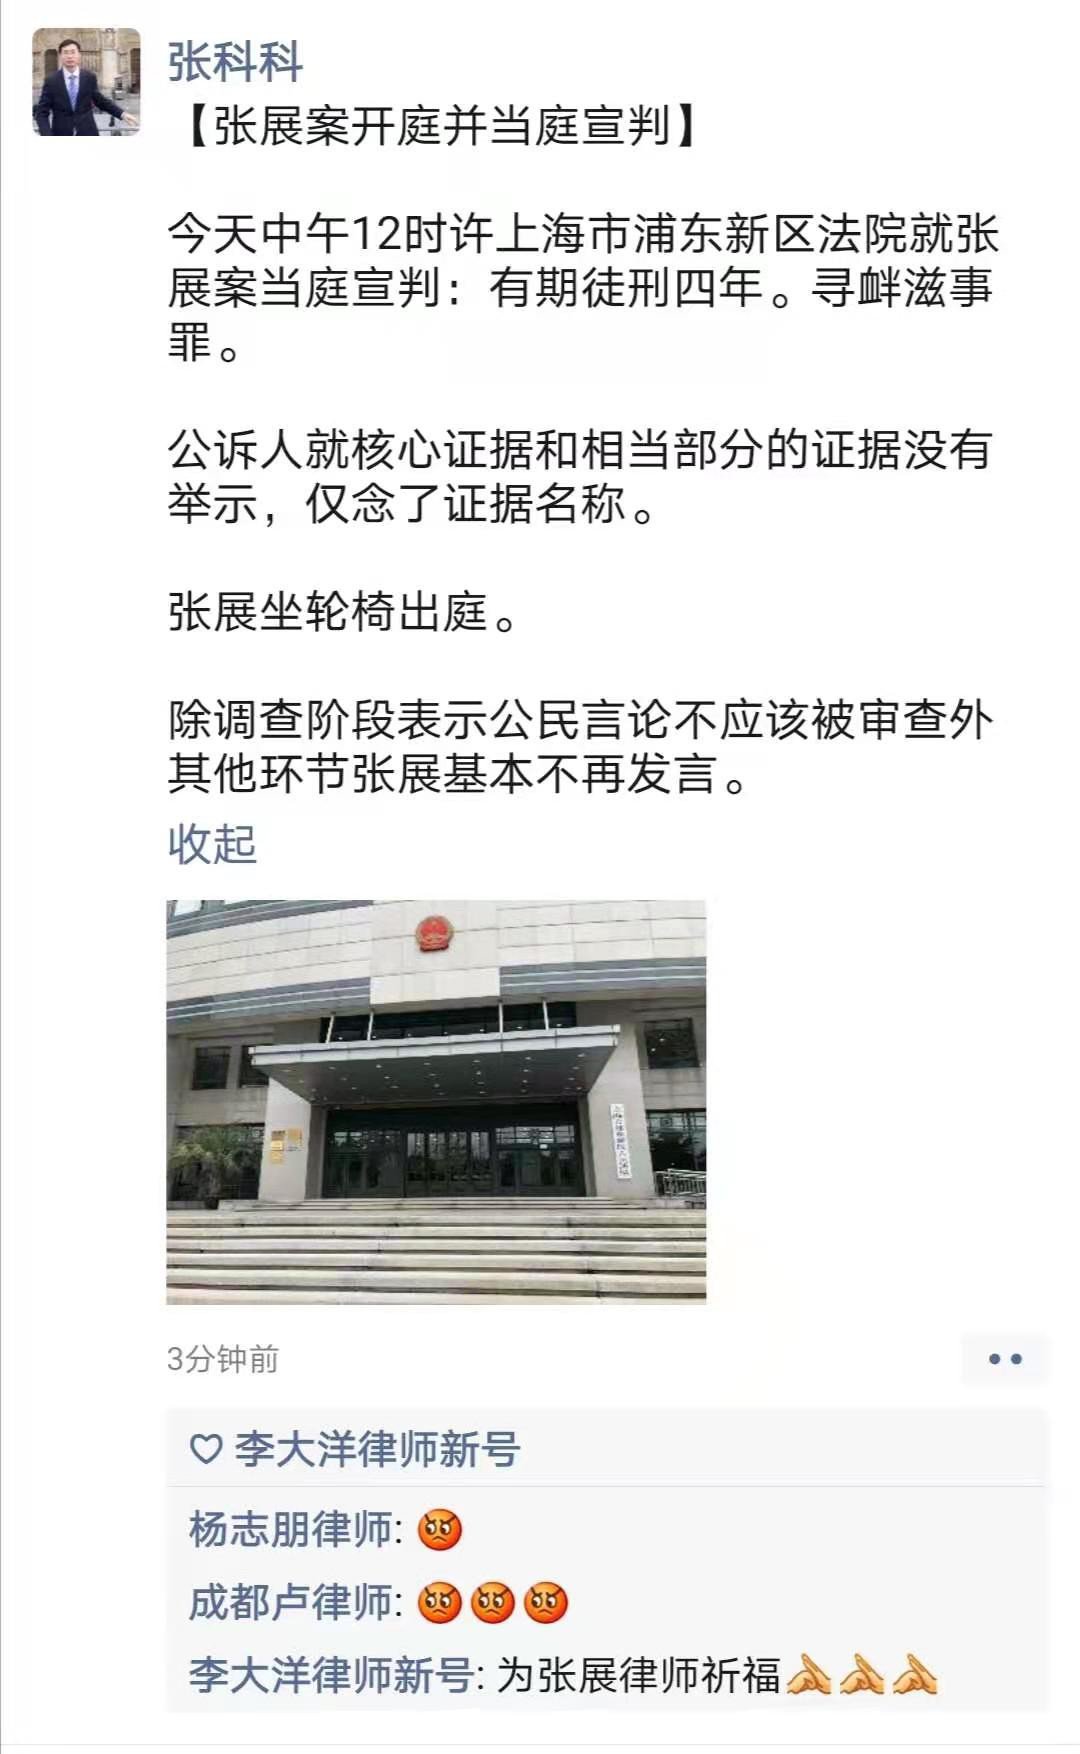 张科科
【张展案开庭并当庭宣判】
今天中午12时许上海市浦东新区法院就张
展案当庭宣判：有期徒刑四年。寻衅滋事
罪。
公诉人就核心证据和相当部分的证据没有
举示，仅念了证据名称。
张展坐轮椅出庭。
除调查阶段表示公民言论不应该被审查外
其他环节张展基本不再发言。
收起
3分钟前
李大洋律师新号
杨志朋律师:
成都卢律师:
李大洋律师新号: 为张展律师祈福